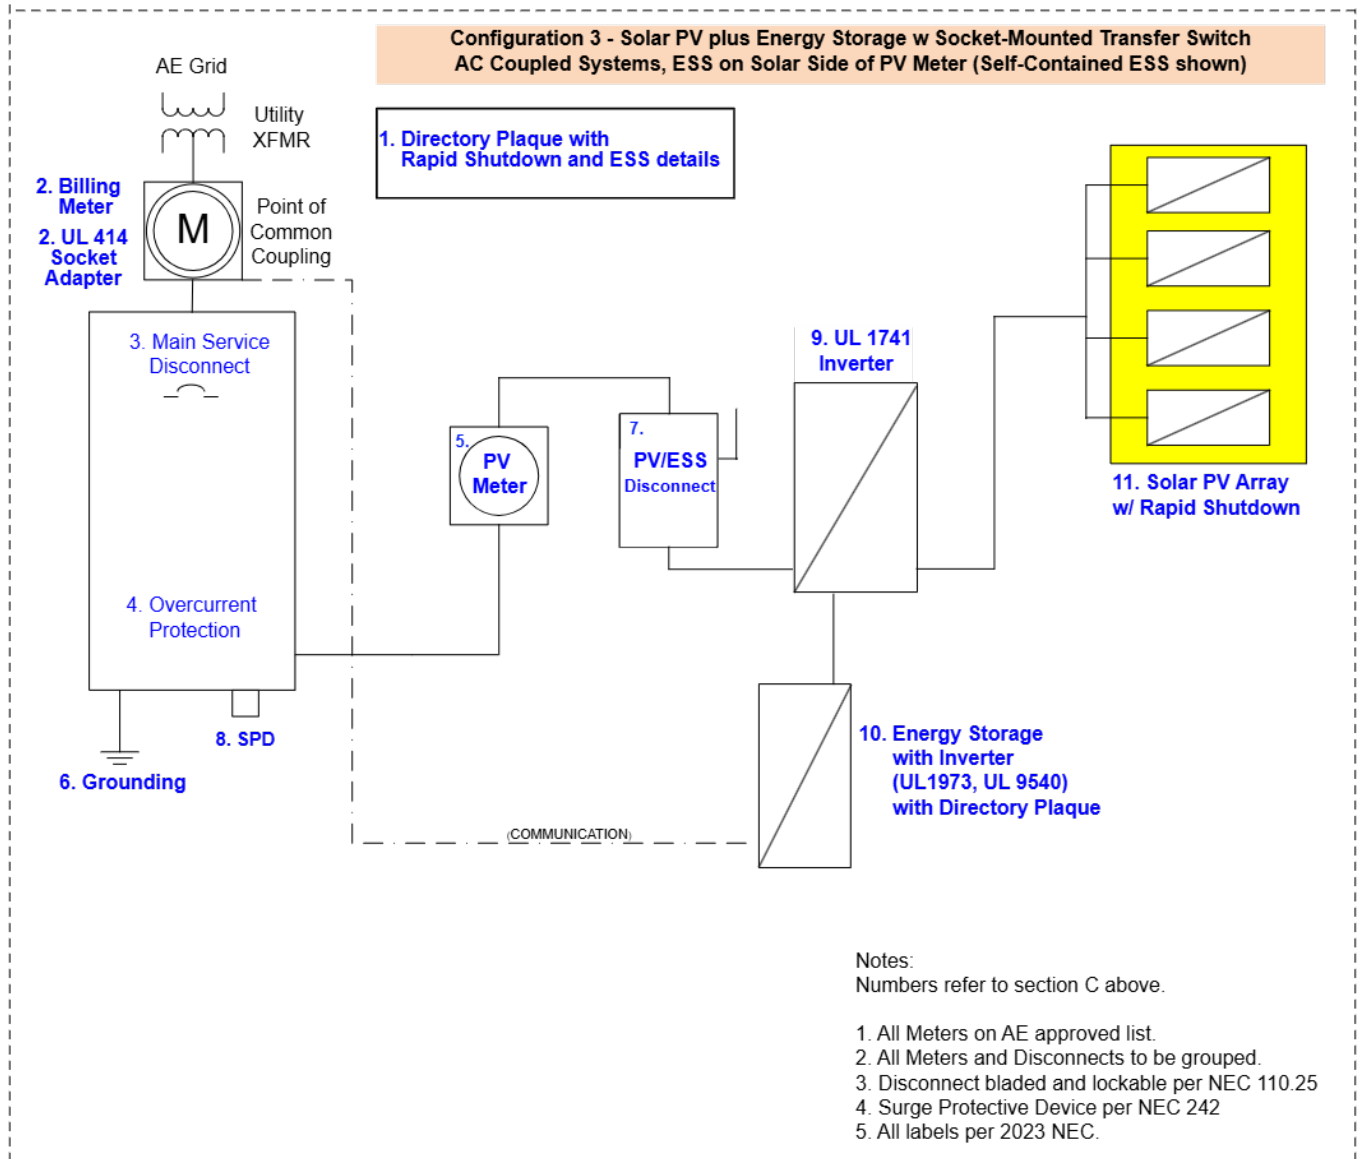 Configuration 3 - Solar PV plus Energy Storage w Socket-Mounted Transfer Switch
AC Coupled Systems, ESS on Solar Side of PV Meter (Self-Contained ESS shown)
AE Grid
Utility
XFMR
1. Directory Plaque with
Rapid Shutdown and ESS details
2. Billing
Meter
2. UL 414
Socket
Adapter
M
Point of
Common
Coupling
3. Main Service
Disconnect
4. Overcurrent
Protection
5.
PV
Meter
7.
PV/ESS
Disconnect
9. UL 1741
Inverter
11. Solar PV Array
w/ Rapid Shutdown
8. SPD
6. Grounding
10. Energy Storage
with Inverter
(UL1973, UL 9540)
with Directory Plaque
(COMMUNICATION)
Notes:
Numbers refer to section C above.
1. All Meters on AE approved list.
2. All Meters and Disconnects to be grouped.
3. Disconnect bladed and lockable per NEC 110.25
4. Surge Protective Device per NEC 242
5. All labels per 2023 NEC.